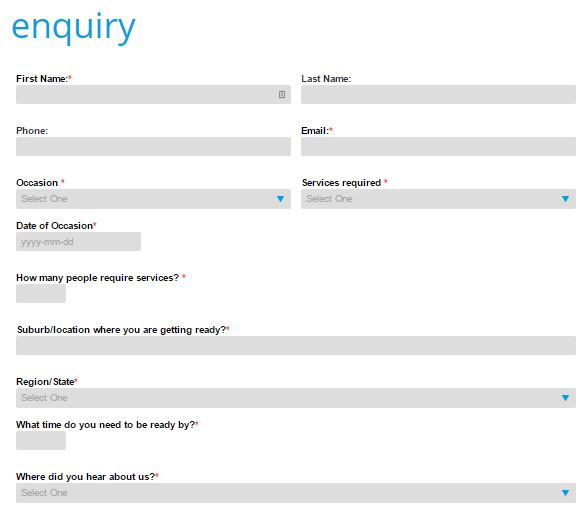 enquiry
First Name:* Last Name:
Phone: Email:*
Occasion * Services required *
Select One Select One
Date of Occasion*
yyyy-mm-dd
How many people require services? *
Suburb/location where you are getting ready?*
Region/State*
Select One
What time do you need to be ready by?*
Where did you hear about us?*
Select One